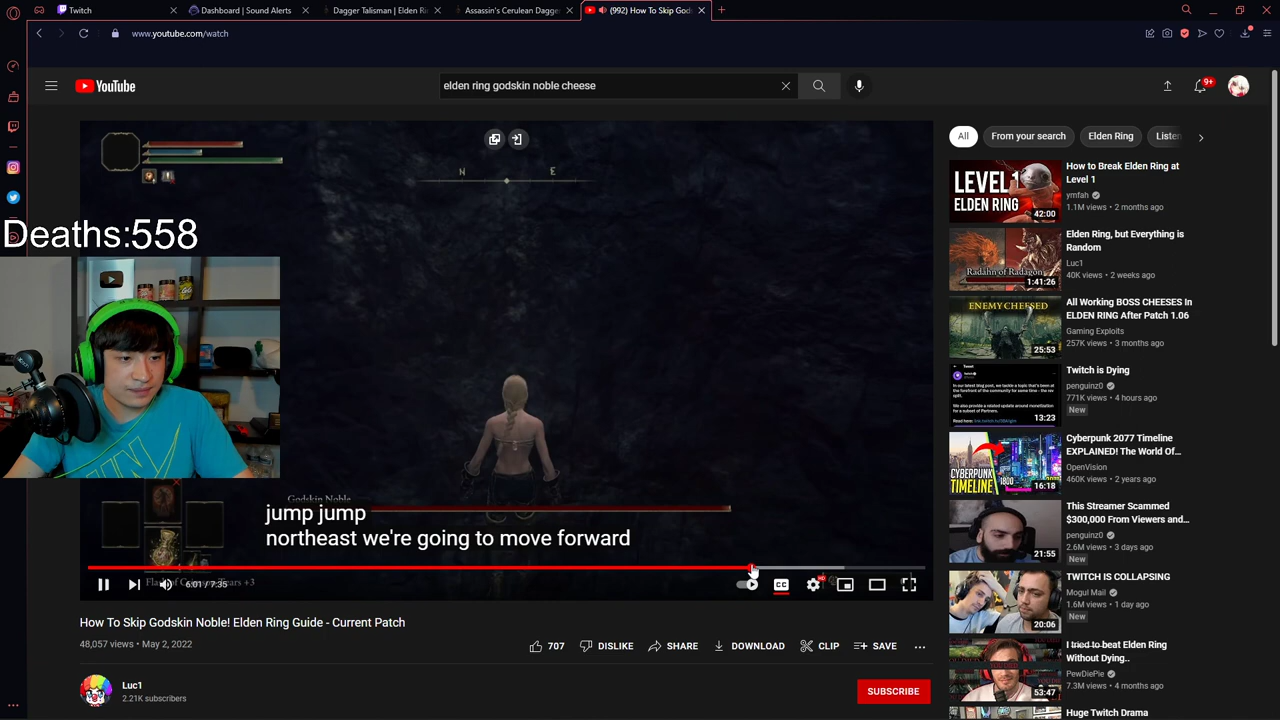 Twitch
Dashboard | Sound Alerts
Dagger Talisman | Elden Ri
Assassin's Cerulean Dagge
(992) How To Skip God
www.youtube.com/watch
YouTube
elden ring godskin noble cheese
9+
N
E
Deaths:558
Godskin Noble
jump jump
northeast we're going to move forward
6:01 / 7:35
CC
HD
How To Skip Godskin Noble! Elden Ring Guide - Current Patch
48,057 views • May 2, 2022
707
DISLIKE
SHARE
DOWNLOAD
CLIP
SAVE
Luc1
2.21K subscribers
SUBSCRIBE
All
From your search
Elden Ring
Listen
LEVEL 1
ELDEN RING
42:00
How to Break Elden Ring at
Level 1
ymfah
1.1M views • 2 months ago
Radahn of Radagon
1:41:26
Elden Ring, but Everything is
Random
Luc1
40K views • 2 weeks ago
ENEMY CHEESED
25:53
All Working BOSS CHEESES In
ELDEN RING After Patch 1.06
Gaming Exploits
257K views • 3 months ago
13:23
Twitch is Dying
penguinz0
771K views • 4 hours ago
New
CYBERPUNK
TIMELINE
16:18
Cyberpunk 2077 Timeline
EXPLAINED! The World Of...
OpenVision
460K views • 2 years ago
21:55
This Streamer Scammed
$300,000 From Viewers and...
penguinz0
2.6M views • 3 days ago
New
20:06
TWITCH IS COLLAPSING
Mogul Mail
1.6M views • 1 day ago
New
53:47
I tried to beat Elden Ring
Without Dying..
PewDiePie
7.3M views • 4 months ago
Huge Twitch Drama